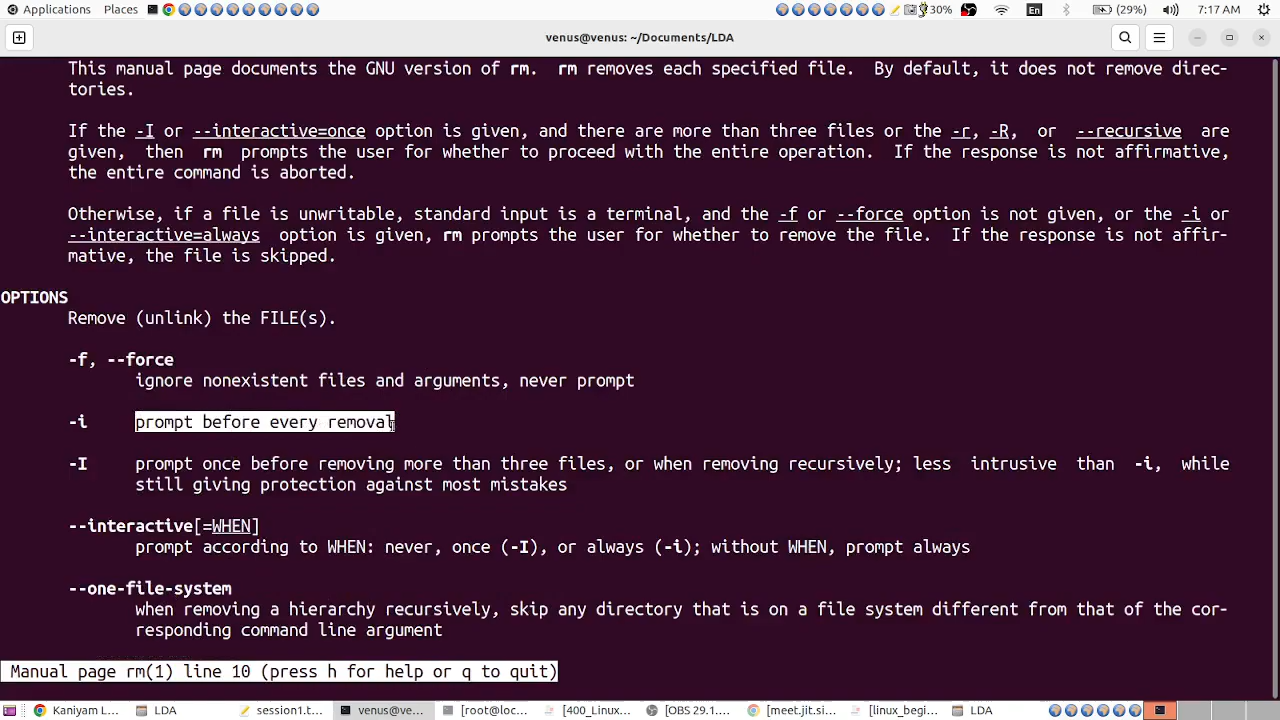 Applications Places 30% En (29%) 7:17 AM
venus@venus: ~/Documents/LDA
This manual page documents the GNU version of rm. rm removes each specified file. By default, it does not remove direc-
tories.
If the -I or --interactive=once option is given, and there are more than three files or the -r, -R, or --recursive are
given, then rm prompts the user for whether to proceed with the entire operation. If the response is not affirmative,
the entire command is aborted.
Otherwise, if a file is unwritable, standard input is a terminal, and the -f or --force option is not given, or the -i or
--interactive=always option is given, rm prompts the user for whether to remove the file. If the response is not affir-
mative, the file is skipped.
OPTIONS
Remove (unlink) the FILE(s).
-f, --force
ignore nonexistent files and arguments, never prompt
-i prompt before every removal
-I prompt once before removing more than three files, or when removing recursively; less intrusive than -i, while
still giving protection against most mistakes
--interactive[=WHEN]
prompt according to WHEN: never, once (-I), or always (-i); without WHEN, prompt always
--one-file-system
when removing a hierarchy recursively, skip any directory that is on a file system different from that of the cor-
responding command line argument
Manual page rm(1) line 10 (press h for help or q to quit)
Kaniyam L... LDA session1.t... venus@ve... [root@loc... [400_Linux... [OBS 29.1... [meet.jit.si... [linux_begi... LDA